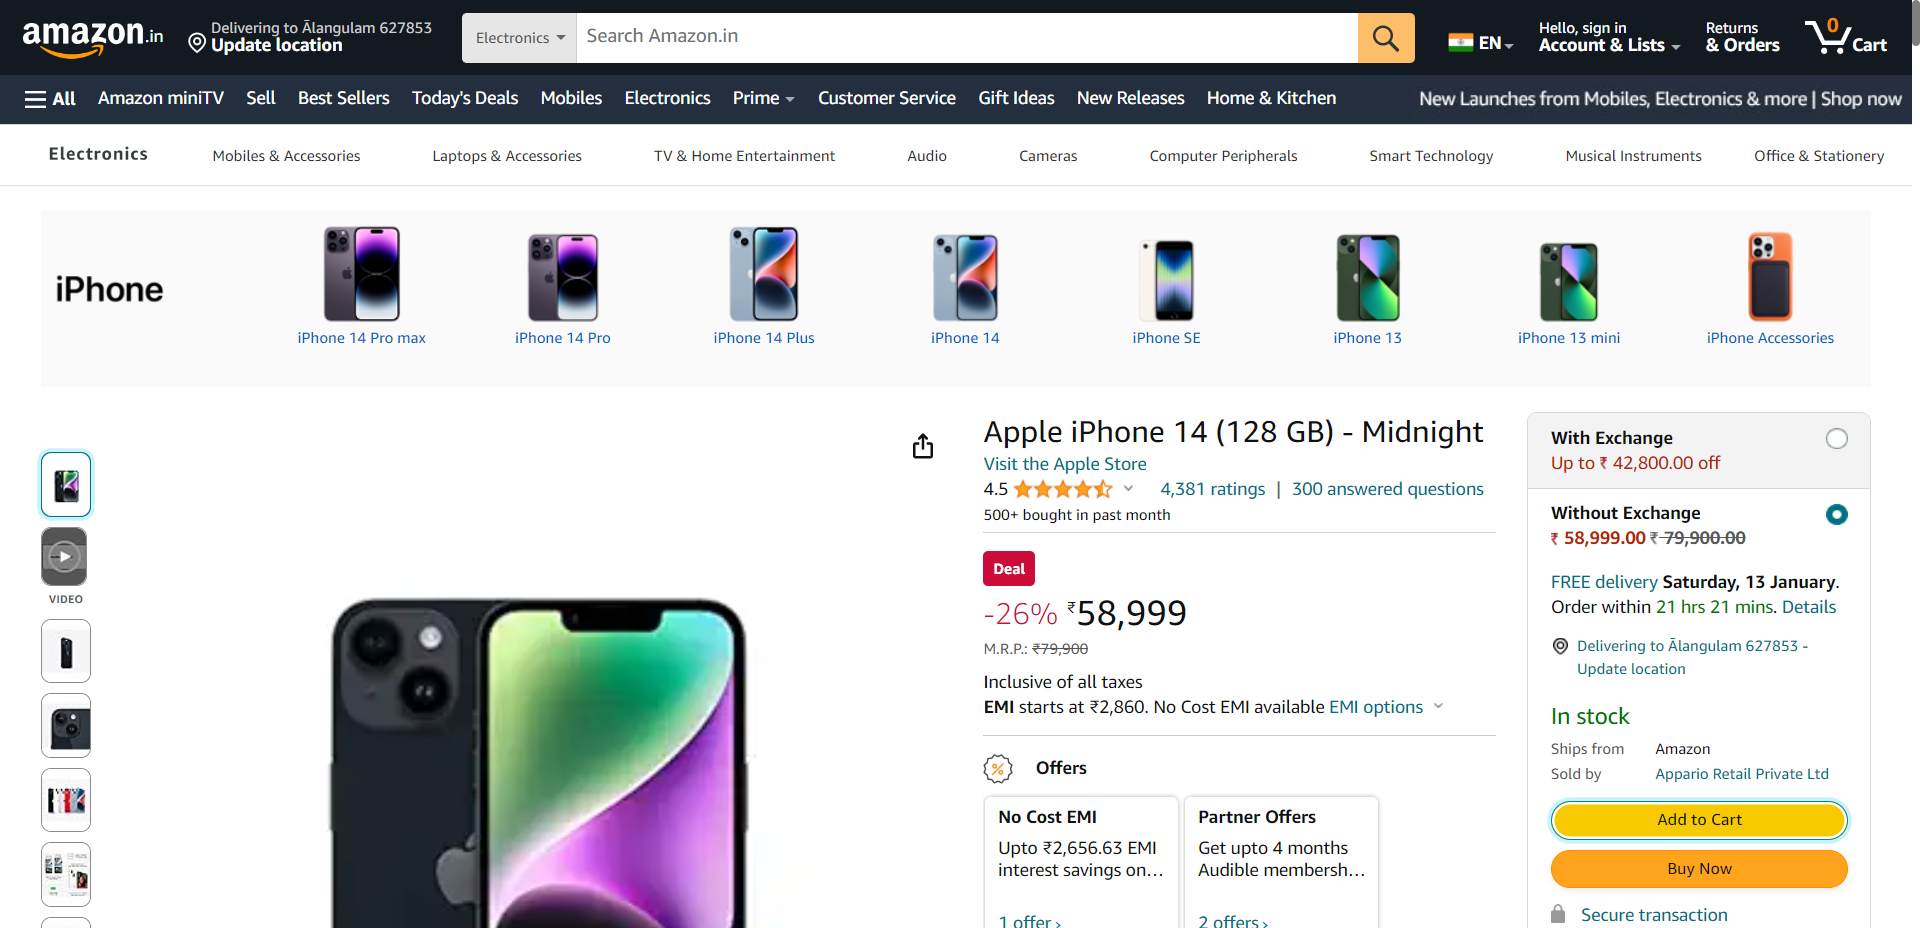 amazon.in
Delivering to Ālangulam 627853
Update location
Electronics
Search Amazon.in
EN
Hello, sign in
Account & Lists
Returns
& Orders
0
Cart
All
Amazon miniTV
Sell
Best Sellers
Today's Deals
Mobiles
Electronics
Prime
Customer Service
Gift Ideas
New Releases
Home & Kitchen
New Launches from Mobiles, Electronics & more | Shop now
Electronics
Mobiles & Accessories
Laptops & Accessories
TV & Home Entertainment
Audio
Cameras
Computer Peripherals
Smart Technology
Musical Instruments
Office & Stationery
iPhone
iPhone 14 Pro max
iPhone 14 Pro
iPhone 14 Plus
iPhone 14
iPhone SE
iPhone 13
iPhone 13 mini
iPhone Accessories
VIDEO
Apple iPhone 14 (128 GB) - Midnight
Visit the Apple Store
4.5
4,381 ratings | 300 answered questions
500+ bought in past month
Deal
-26% ₹58,999
M.R.P.: ₹79,900
Inclusive of all taxes
EMI starts at ₹2,860. No Cost EMI available EMI options
Offers
No Cost EMI
Upto ₹2,656.63 EMI
interest savings on…
1 offer ›
Partner Offers
Get upto 4 months
Audible membersh…
2 offers ›
With Exchange
Up to ₹ 42,800.00 off
Without Exchange
₹ 58,999.00 ₹ 79,900.00
FREE delivery Saturday, 13 January.
Order within 21 hrs 21 mins. Details
Delivering to Ālangulam 627853 -
Update location
In stock
Ships from Amazon
Sold by Appario Retail Private Ltd
Add to Cart
Buy Now
Secure transaction